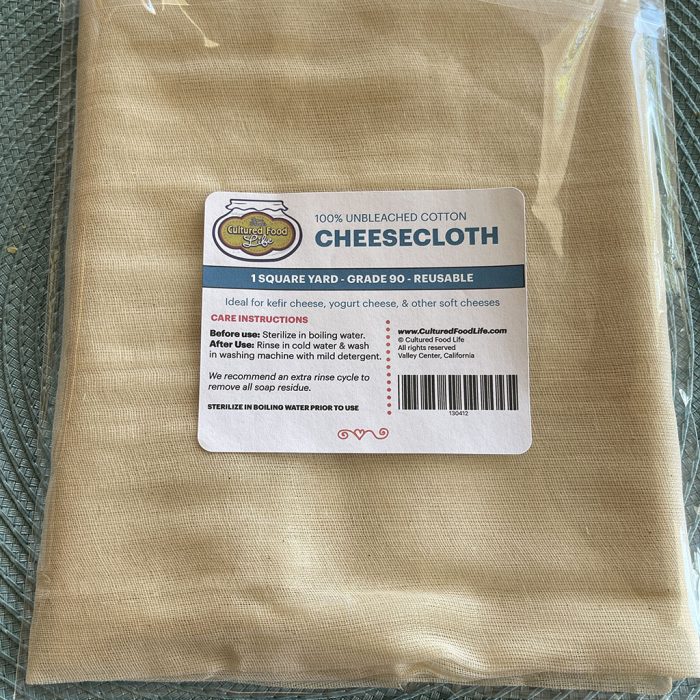 Cultured Food
Life
100% UNBLEACHED COTTON
CHEESECLOTH
1 SQUARE YARD - GRADE 90 - REUSABLE
Ideal for kefir cheese, yogurt cheese, & other soft cheeses
CARE INSTRUCTIONS
Before use: Sterilize in boiling water.
After Use: Rinse in cold water & wash
in washing machine with mild detergent.
We recommend an extra rinse cycle to
remove all soap residue.
STERILIZE IN BOILING WATER PRIOR TO USE
www.CulturedFoodLife.com
© Cultured Food Life
All rights reserved
Valley Center, California
130412